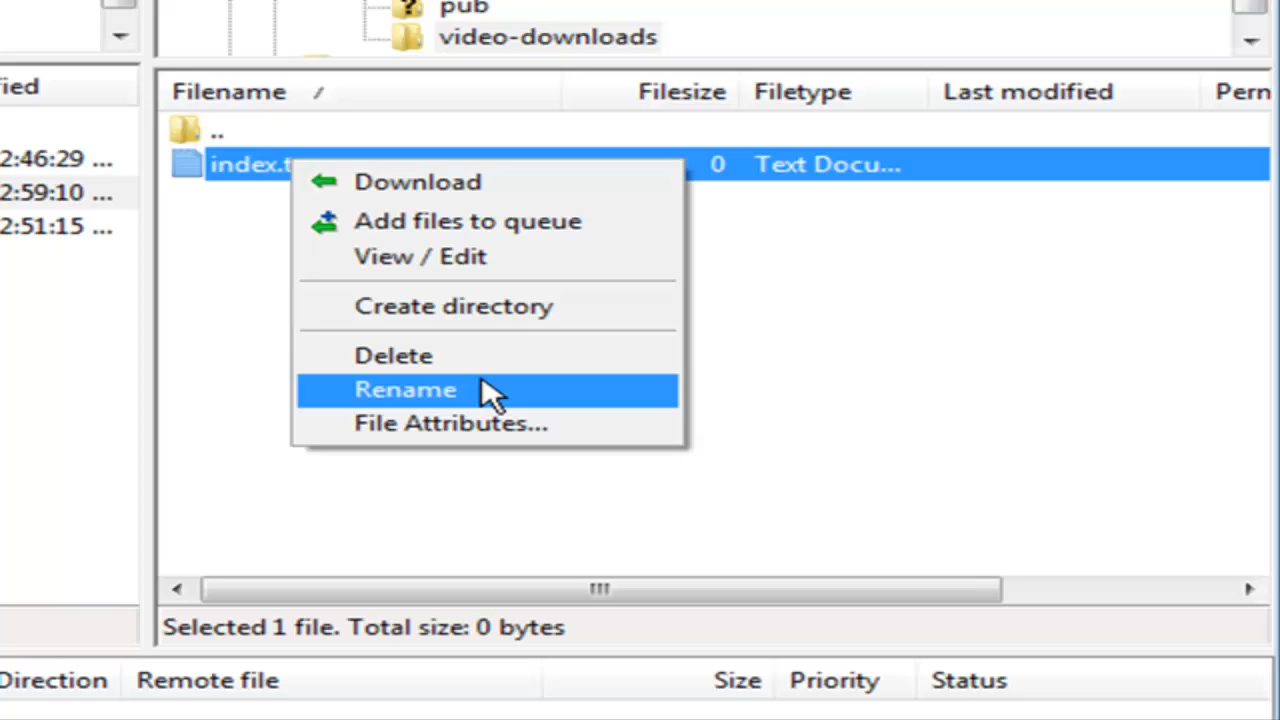 pub
video-downloads
Filename / Filesize Filetype Last modified
..
2:46:29 ...
index.t 0 Text Docu...
2:59:10 ...
2:51:15 ...
Download
Add files to queue
View / Edit
Create directory
Delete
Rename
File Attributes...
Selected 1 file. Total size: 0 bytes
Direction Remote file Size Priority Status